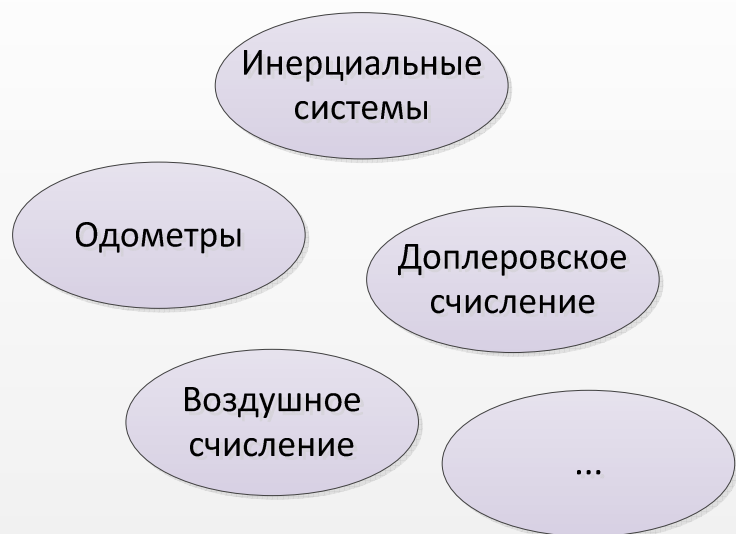 Инерциальные
системы
Одометры
Доплеровское
счисление
Воздушное
счисление
...